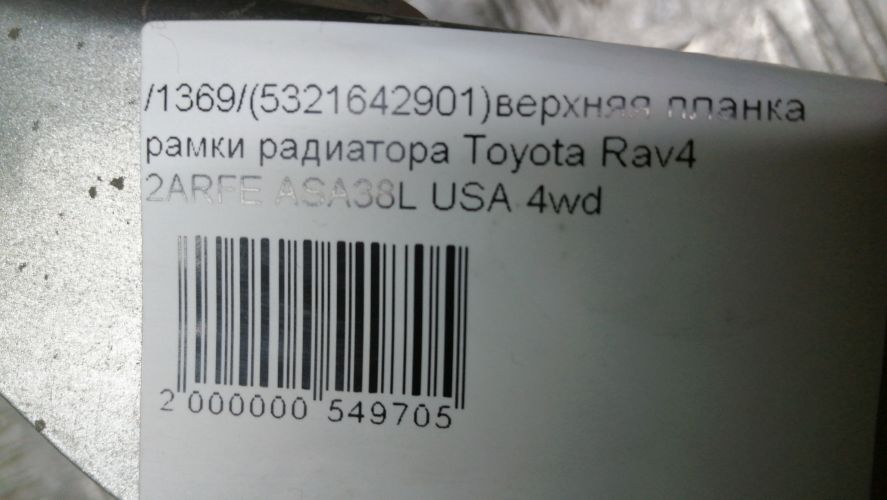 /1369/(5321642901)верхняя планка
рамки радиатора Toyota Rav4
2ARFE ASA38L USA 4wd
2 000000 549705